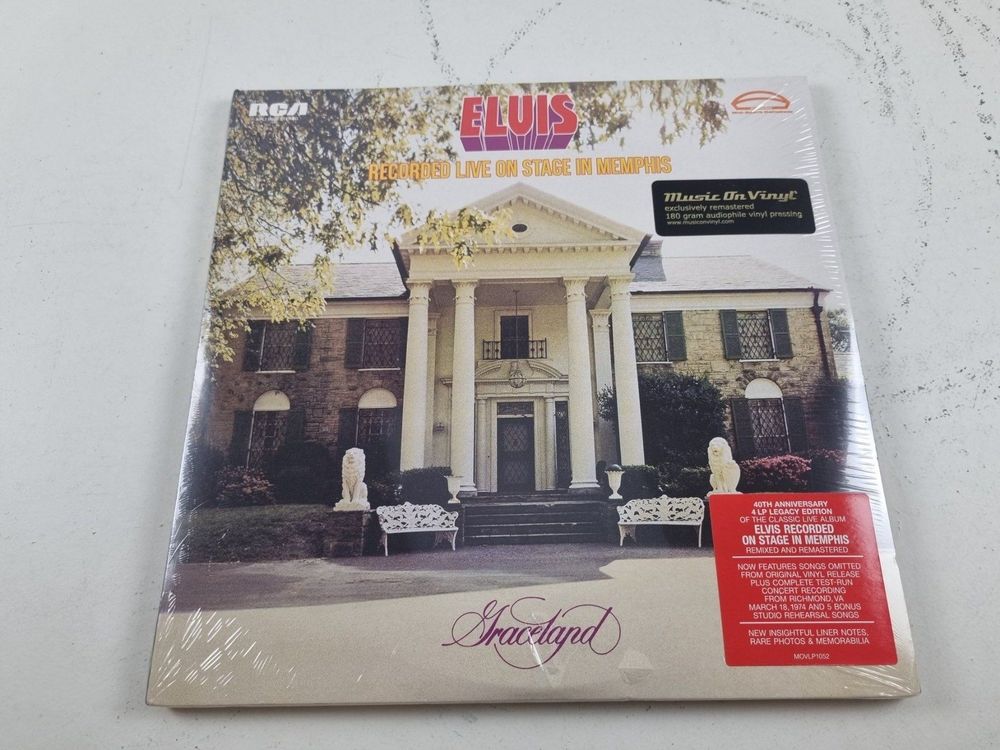 RCA
ELVIS
RECORDED LIVE ON STAGE IN MEMPHIS
Music On Vinyl
exclusively remastered
180 gram audiophile vinyl pressing
www.musiconvinyl.com
40TH ANNIVERSARY
4 LP LEGACY EDITION
OF THE CLASSIC LIVE ALBUM
ELVIS RECORDED
ON STAGE IN MEMPHIS
REMIXED AND REMASTERED
NOW FEATURES SONGS OMITTED
FROM ORIGINAL VINYL RELEASE
PLUS COMPLETE TEST-RUN
CONCERT RECORDING
FROM RICHMOND, VA
MARCH 18, 1974 AND 5 BONUS
STUDIO REHEARSAL SONGS
NEW INSIGHTFUL LINER NOTES,
RARE PHOTOS & MEMORABILIA
MOVLP1052
Graceland